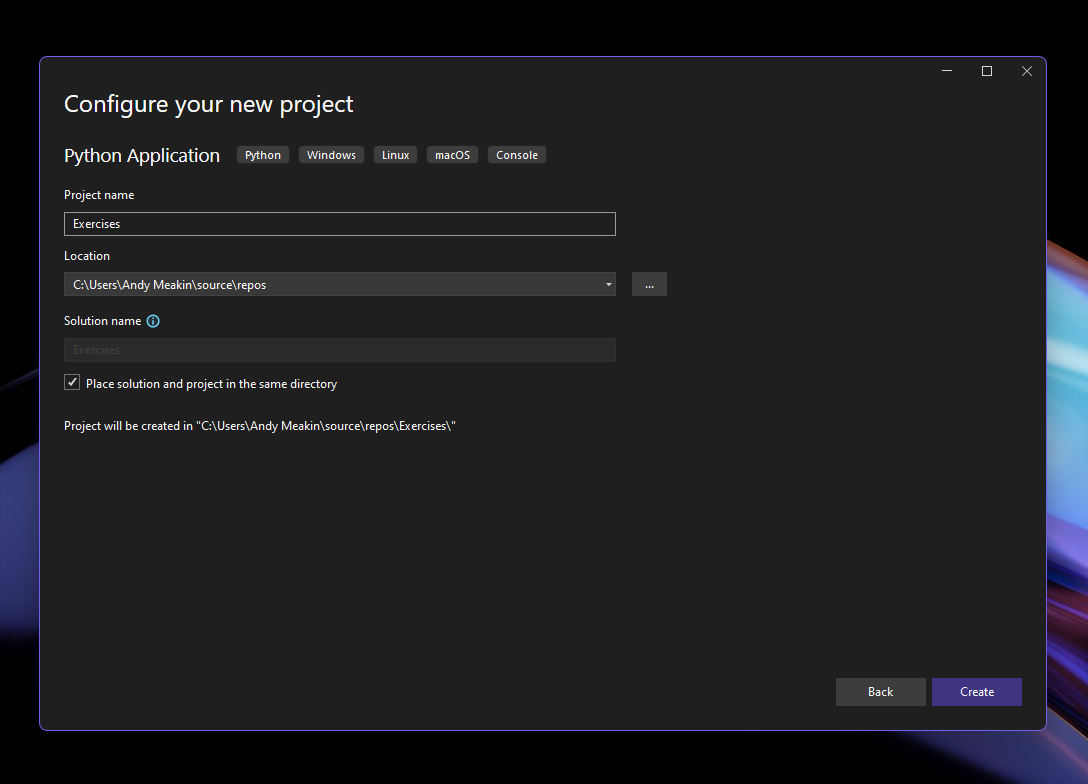 Configure your new project
Python Application Python Windows Linux macOS Console
Project name
Exercises
Location
C:\Users\Andy Meakin\source\repos ...
Solution name
Exercises
Place solution and project in the same directory
Project will be created in "C:\Users\Andy Meakin\source\repos\Exercises\"
Back Create